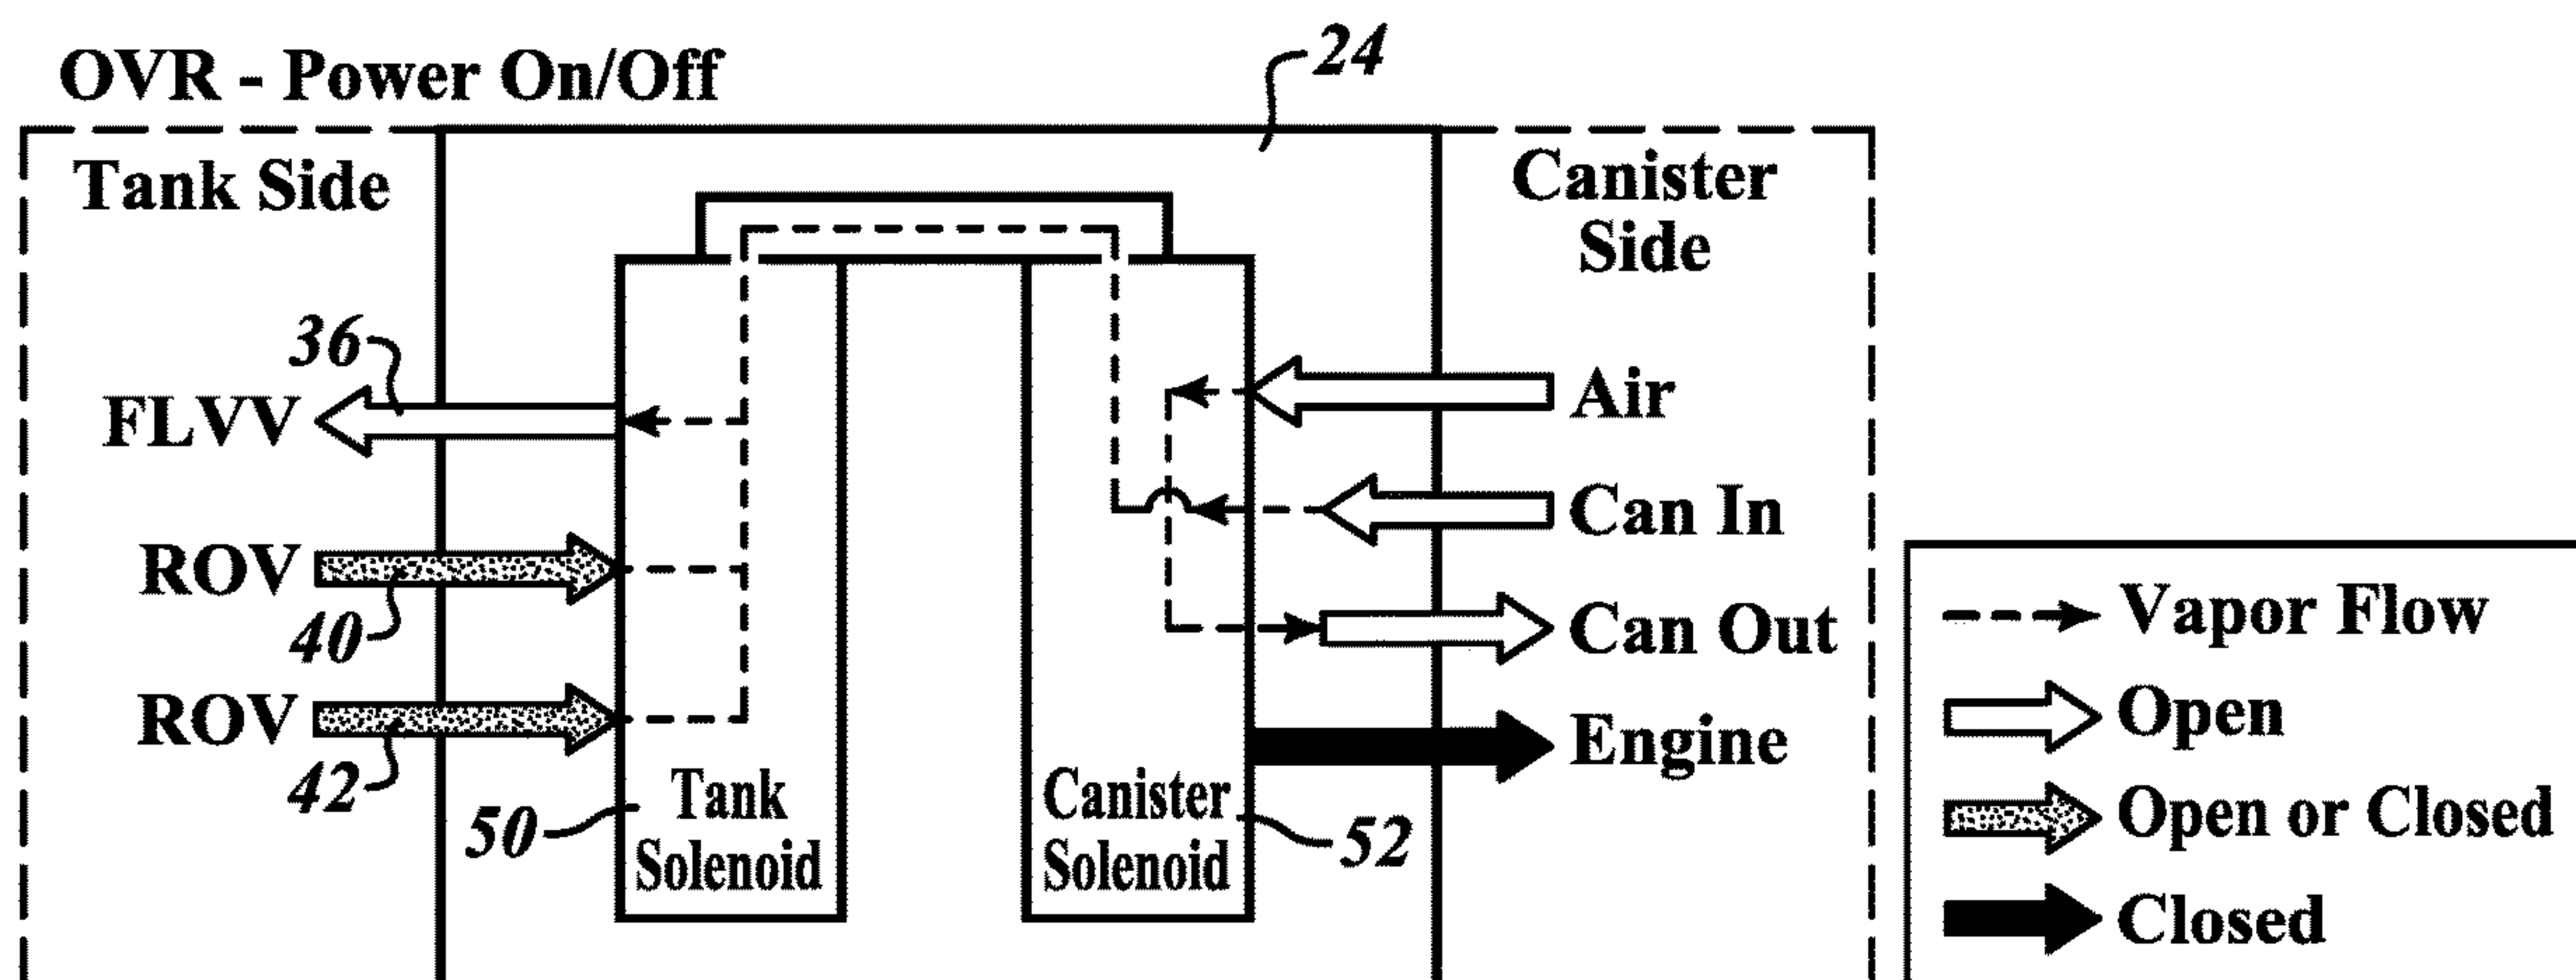 OVR - Power On/Off
24
Tank Side
Canister
Side
36
FLVV
Air
Can In
ROV
40
Can Out
ROV
42
Engine
50
Tank
Solenoid
Canister
Solenoid
52
Vapor Flow
Open
Open or Closed
Closed